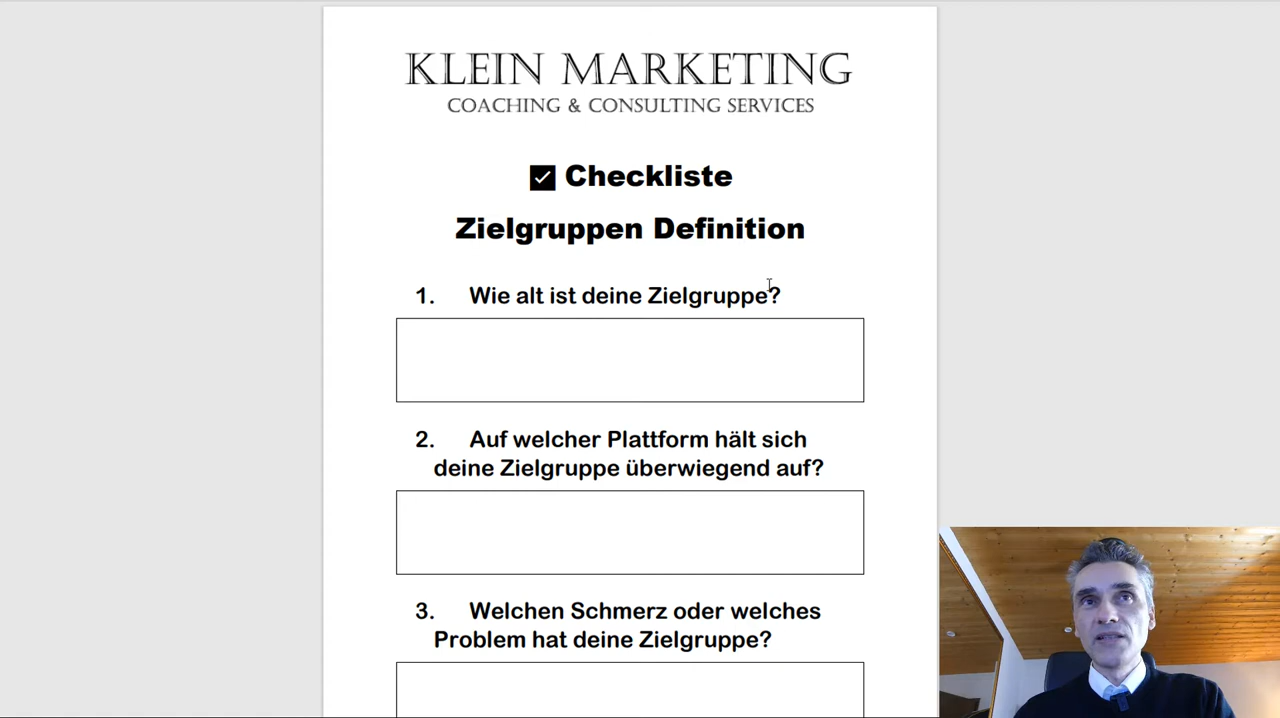 KLEIN MARKETING
COACHING & CONSULTING SERVICES
Checkliste
Zielgruppen Definition
1. Wie alt ist deine Zielgruppe?
2. Auf welcher Plattform hält sich
deine Zielgruppe überwiegend auf?
3. Welchen Schmerz oder welches
Problem hat deine Zielgruppe?